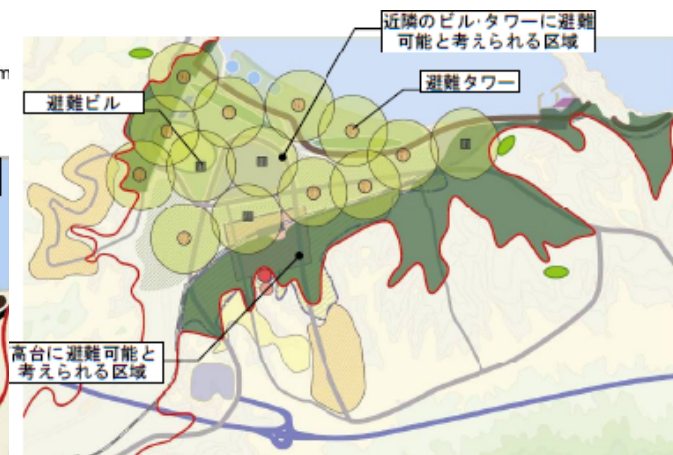 近隣のビル・タワーに避難
可能と考えられる区域
m
避難タワー
避難ビル
高台に避難可能と
考えられる区域